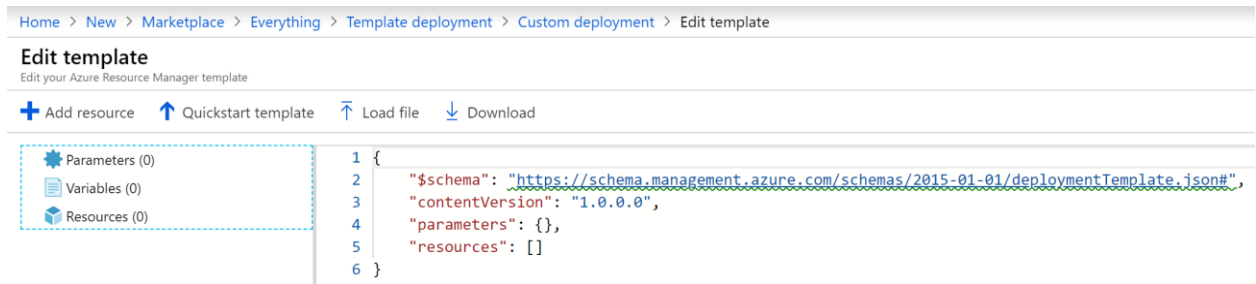 Home > New > Marketplace > Everything > Template deployment > Custom deployment > Edit template
Edit template
Edit your Azure Resource Manager template
Add resource Quickstart template Load file Download
Parameters (0)
Variables (0)
Resources (0)
1 {
2 "$schema": "https://schema.management.azure.com/schemas/2015-01-01/deploymentTemplate.json#",
3 "contentVersion": "1.0.0.0",
4 "parameters": {},
5 "resources": []
6 }